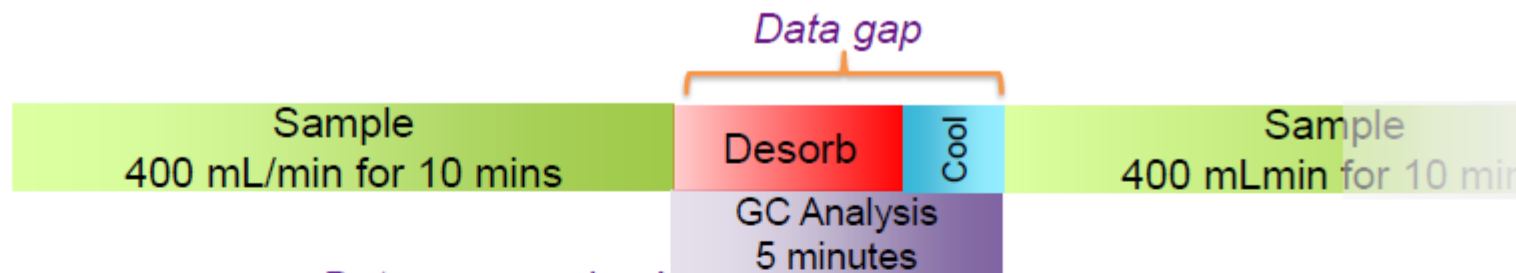 Data gap
Sample
400 mL/min for 10 mins
Desorb
Cool
Sample
400 mLmin for 10 min
GC Analysis
5 minutes